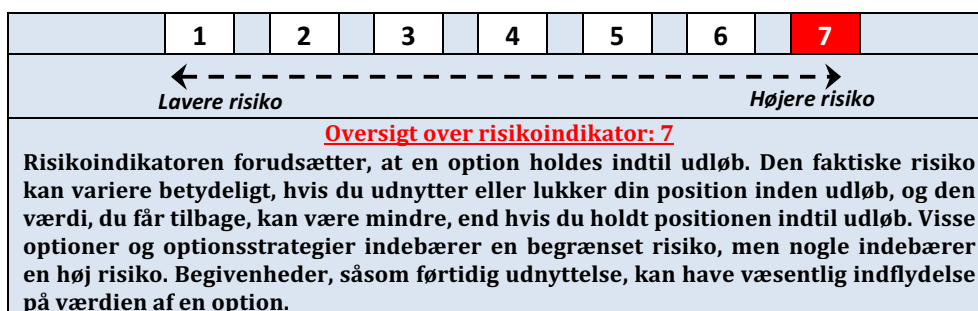 1 2 3 4 5 6 7
Lavere risiko Højere risiko
Oversigt over risikoindikator: 7
Risikoindikatoren forudsætter, at en option holdes indtil udløb. Den faktiske risiko
kan variere betydeligt, hvis du udnytter eller lukker din position inden udløb, og den
værdi, du får tilbage, kan være mindre, end hvis du holdt positionen indtil udløb. Visse
optioner og optionsstrategier indebærer en begrænset risiko, men nogle indebærer
en høj risiko. Begivenheder, såsom førtidig udnyttelse, kan have væsentlig indflydelse
på værdien af en option.